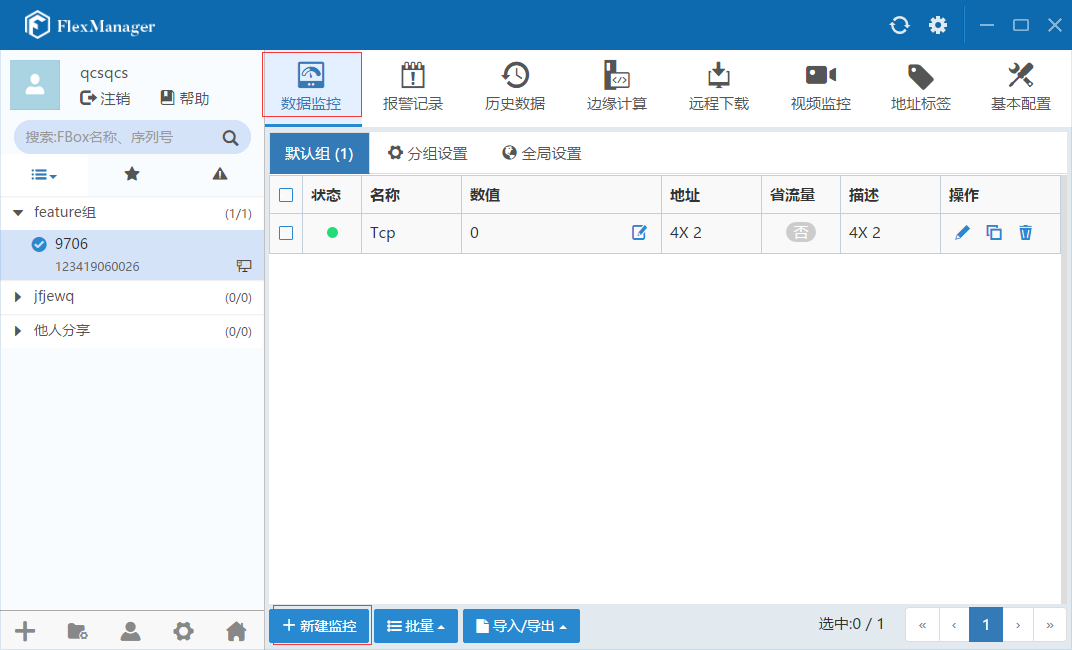 FlexManager
qcsqcs
注销 帮助
搜索:FBox名称、序列号
feature组 (1/1)
9706
123419060026
jfjewq (0/0)
他人分享 (0/0)
数据监控 报警记录 历史数据 边缘计算 远程下载 视频监控 地址标签 基本配置
默认组 (1) 分组设置 全局设置
状态 名称 数值 地址 省流量 描述 操作
Tcp 0 4X 2 否 4X 2
新建监控 批量 导入/导出 选中:0 / 1 « ‹ 1 › »